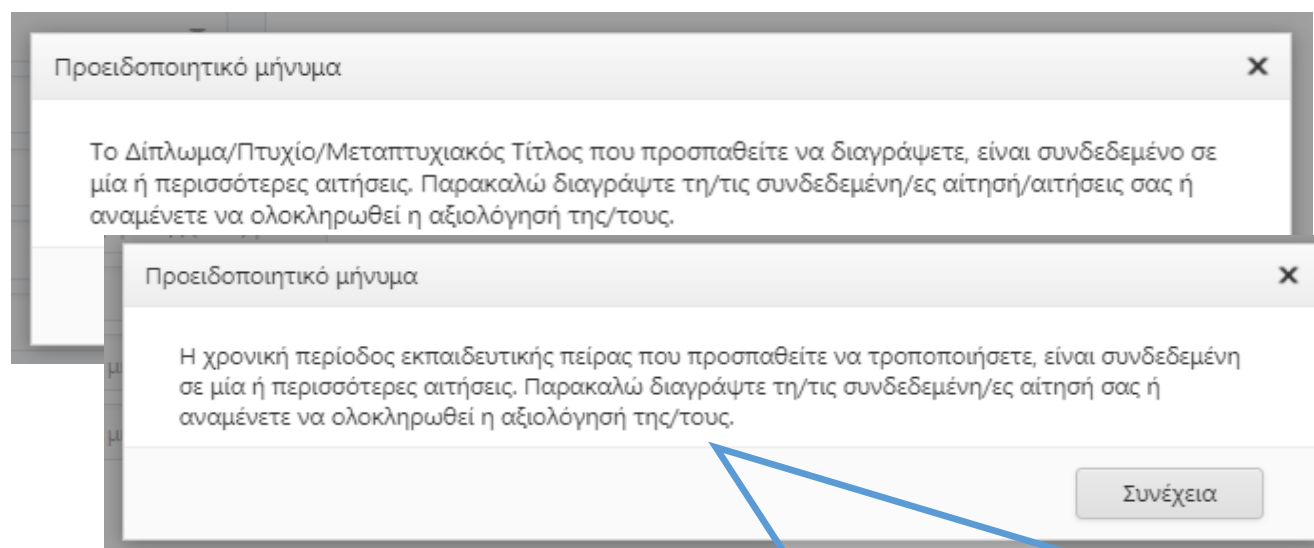 Προειδοποιητικό μήνυμα
Το Δίπλωμα/Πτυχίο/Μεταπτυχιακός Τίτλος που προσπαθείτε να διαγράψετε, είναι συνδεδεμένο σε
μία ή περισσότερες αιτήσεις. Παρακαλώ διαγράψτε τη/τις συνδεδεμένη/ες αίτησή/αιτήσεις σας ή
αναμένετε να ολοκληρωθεί η αξιολόγησή της/τους.
Προειδοποιητικό μήνυμα
Η χρονική περίοδος εκπαιδευτικής πείρας που προσπαθείτε να τροποποιήσετε, είναι συνδεδεμένη
σε μία ή περισσότερες αιτήσεις. Παρακαλώ διαγράψτε τη/τις συνδεδεμένη/ες αίτησή σας ή
αναμένετε να ολοκληρωθεί η αξιολόγησή της/τους.
Συνέχεια